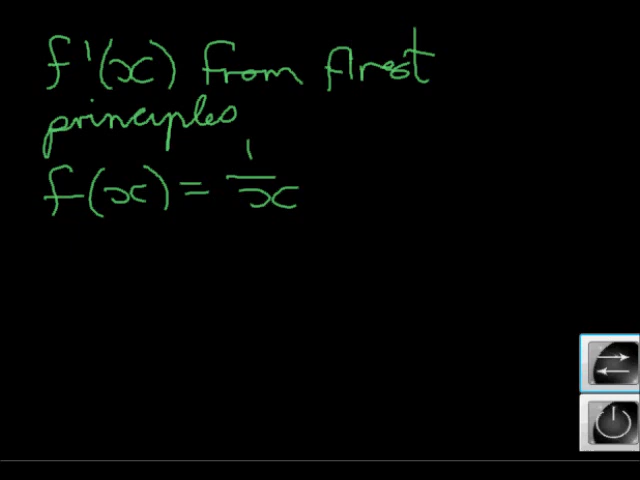 f'(x) from first
principles
f(x) = 1/x